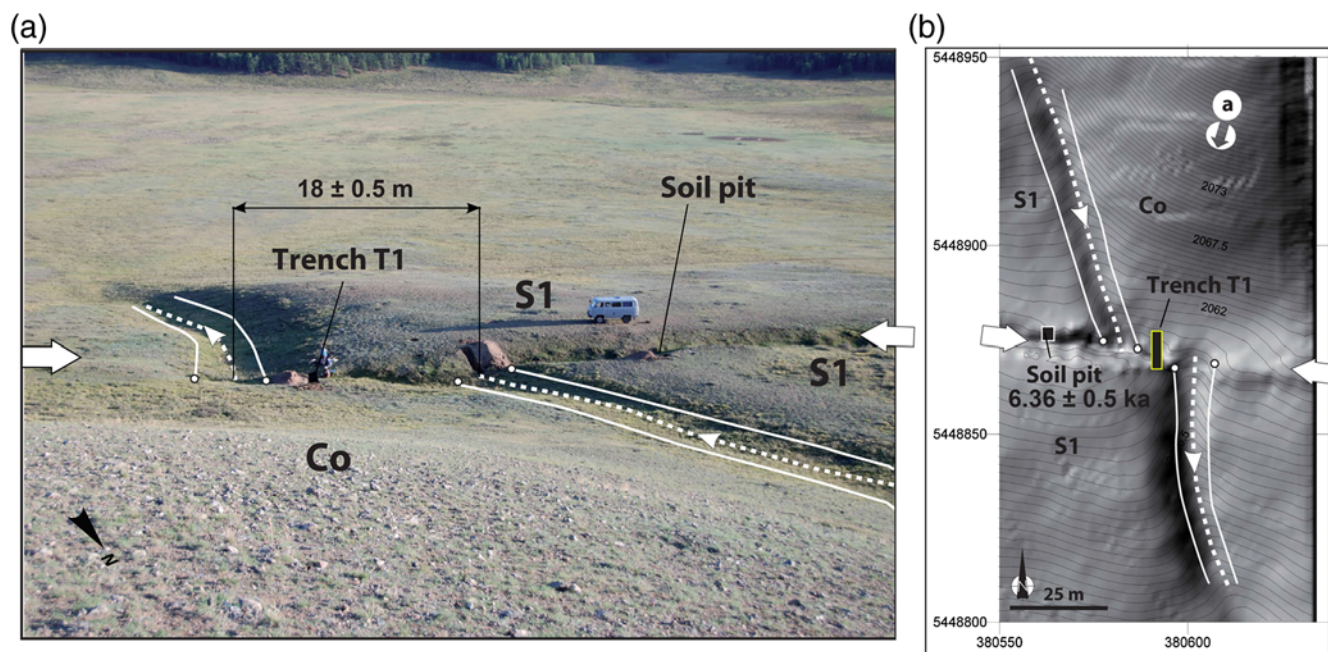 (a)
18 ± 0.5 m
Soil pit
Trench T1
S1
S1
Co
N
(b)
5448950
a
S1
Co
2073
2067.5
5448900
Trench T1
2062
Soil pit
6.36 ± 0.5 ka
5448850
S1
N
25 m
5448800
380550
380600